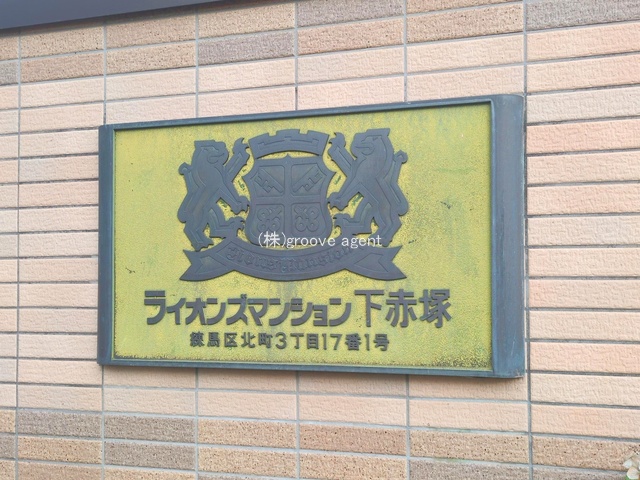 (株)groove agent
ライオンズマンション下赤塚
練馬区北町3丁目17番1号